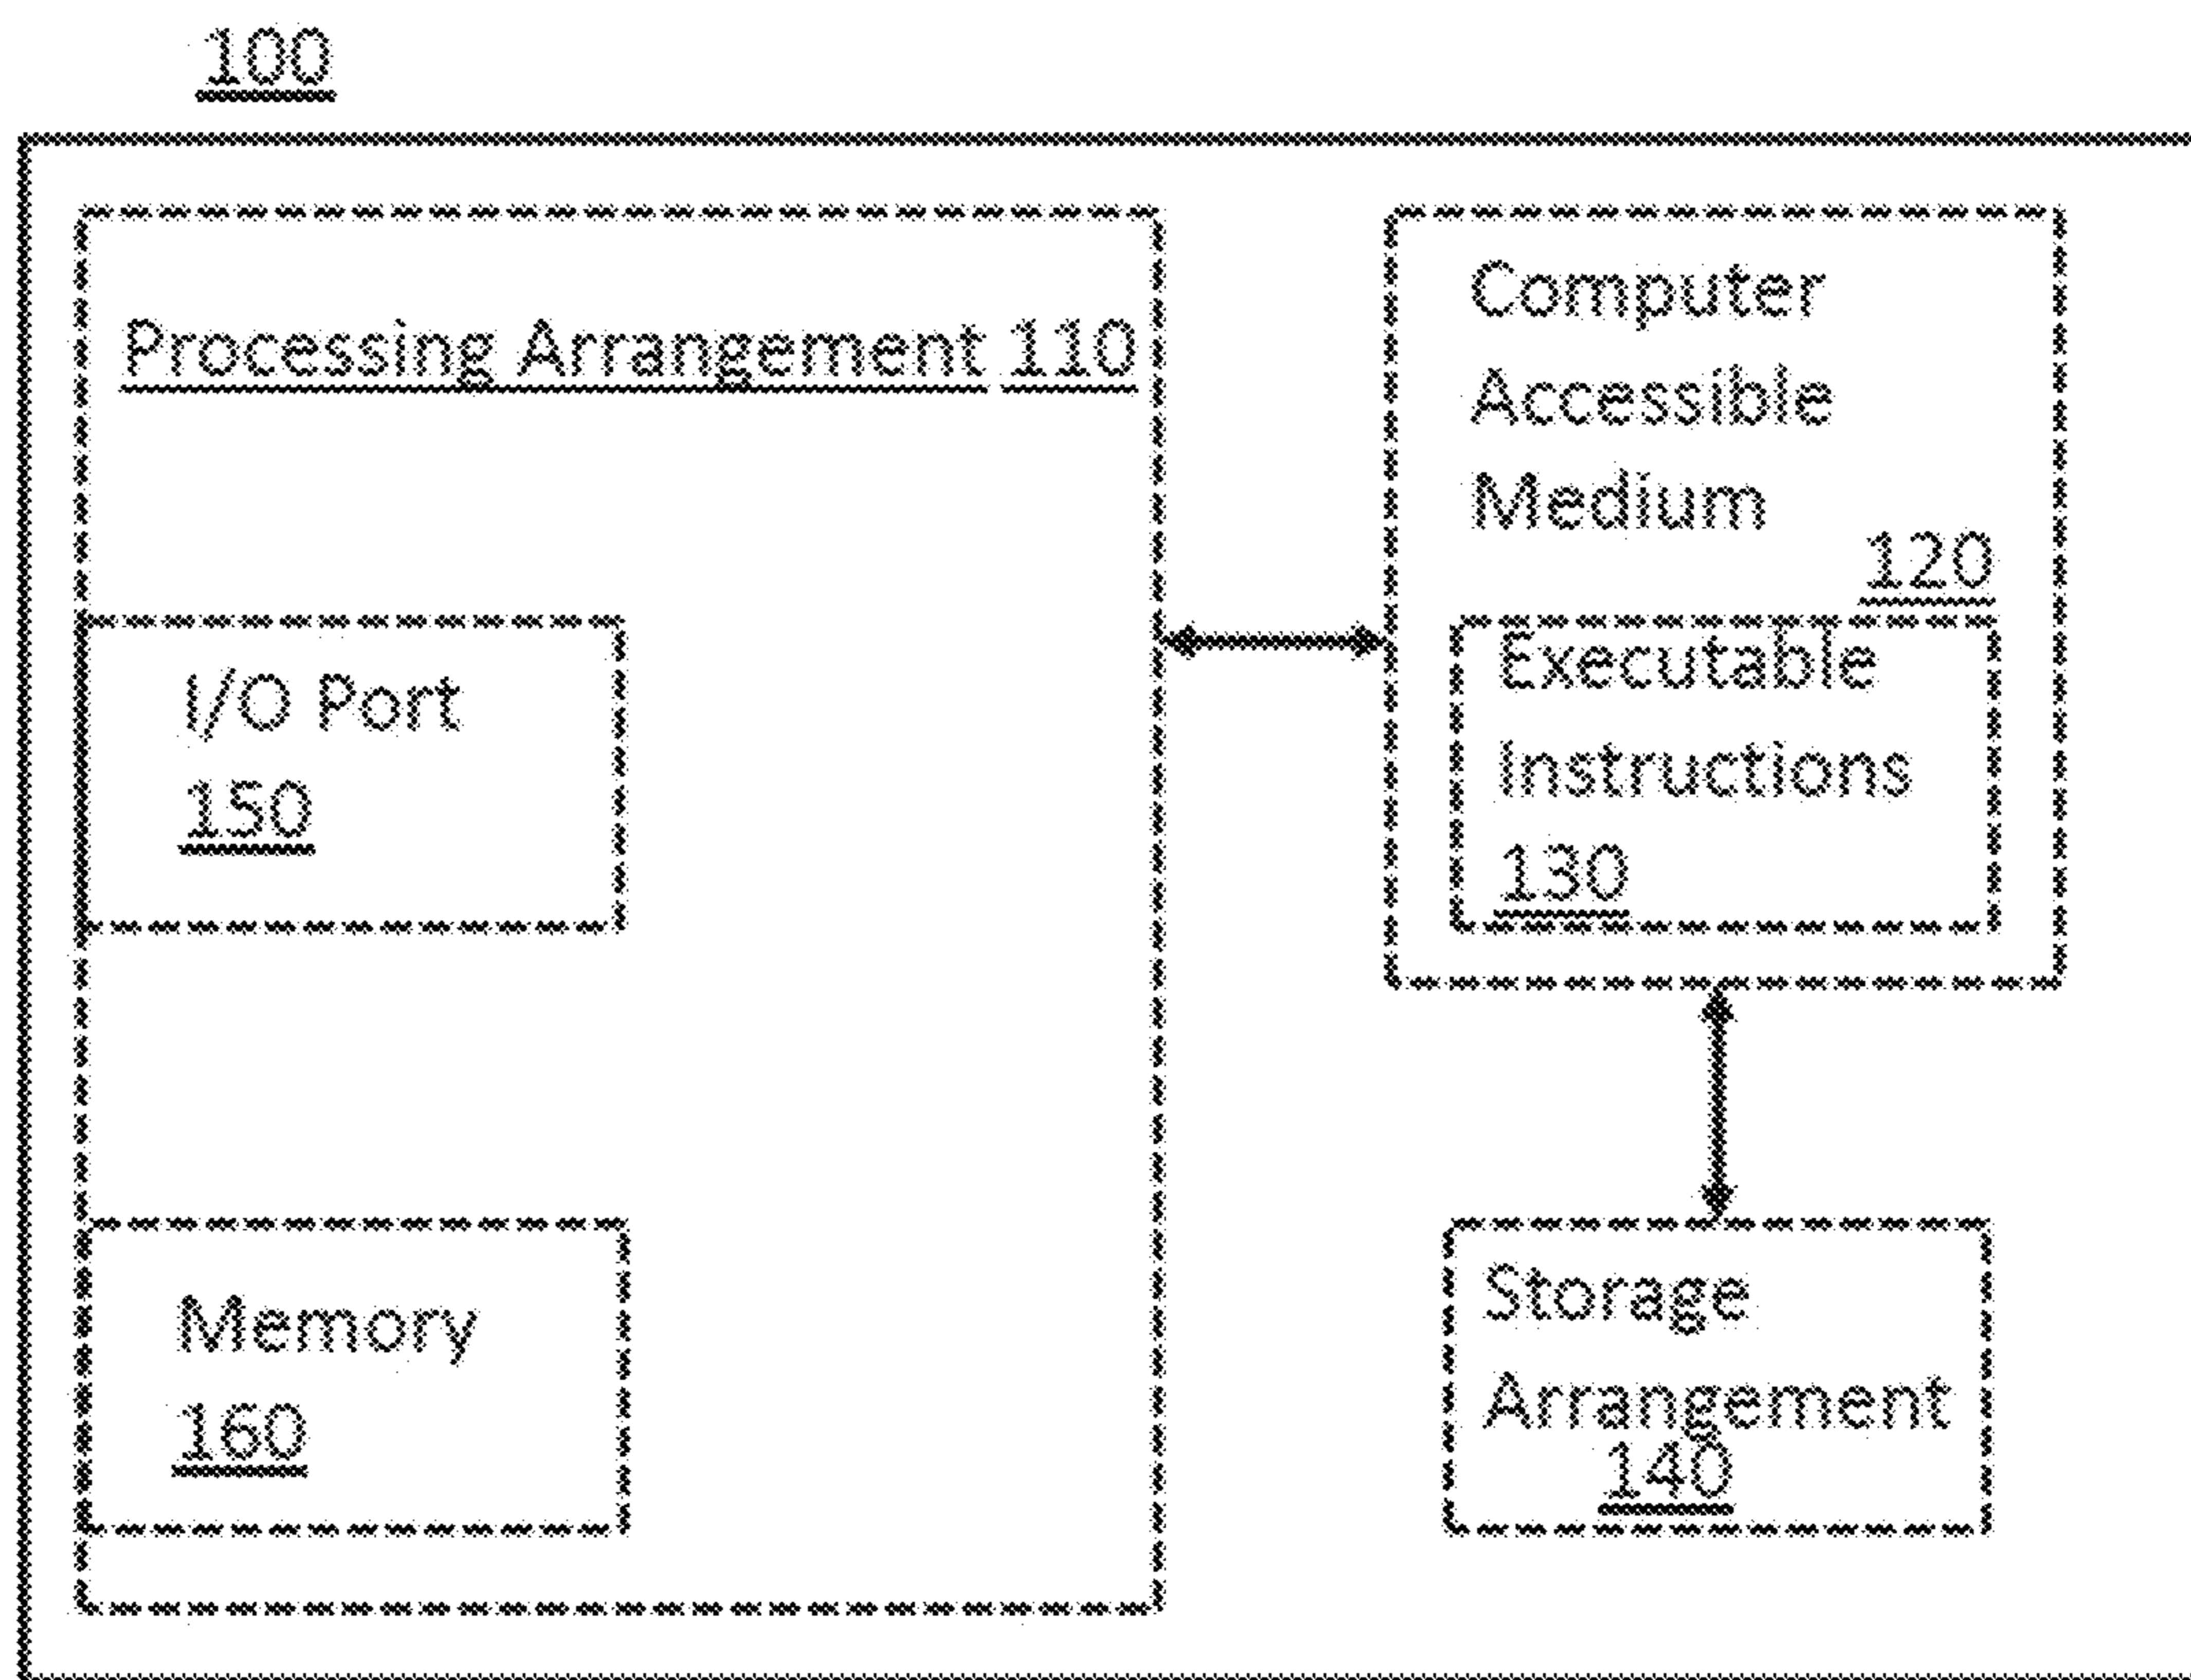 100
Processing Arrangement 110
I/O Port
150
Memory
160
Computer
Accessible
Medium
120
Executable
Instructions
130
Storage
Arrangement
140